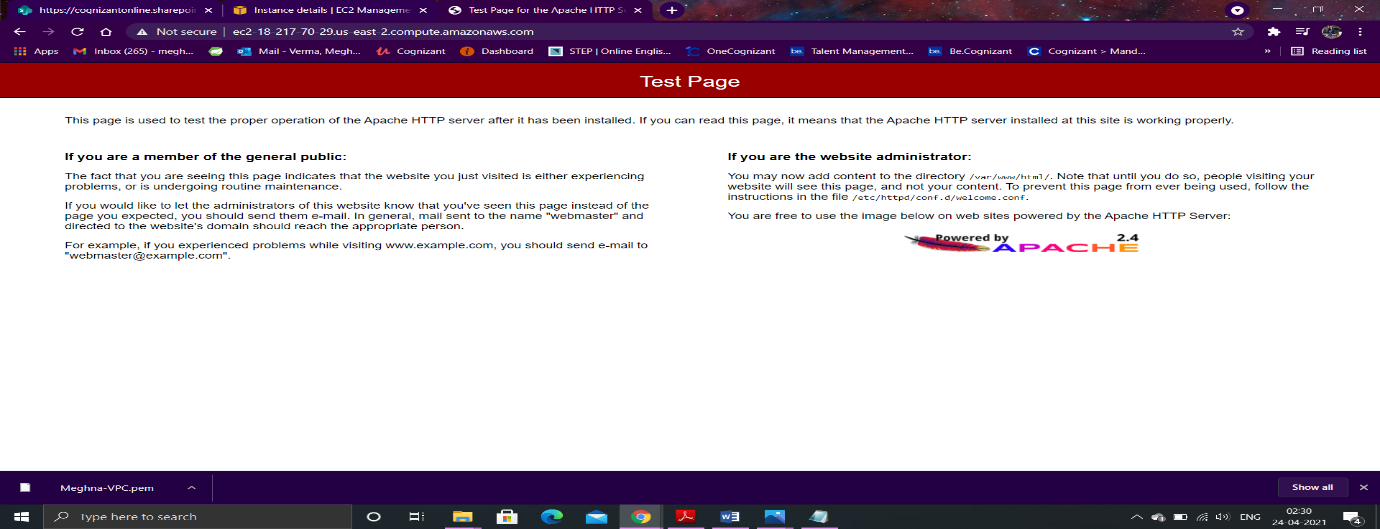 https://cognizantonline.sharepoi
Instance details | EC2 Manageme
Test Page for the Apache HTTP S
Not secure | ec2-18-217-70-29.us-east-2.compute.amazonaws.com
Apps
Inbox (265) - megh...
Mail - Verma, Megh...
Cognizant
Dashboard
STEP | Online Englis...
OneCognizant
be. Talent Management...
be. Be.Cognizant
C Cognizant > Mand...
»
Reading list
Test Page
This page is used to test the proper operation of the Apache HTTP server after it has been installed. If you can read this page, it means that the Apache HTTP server installed at this site is working properly.
If you are a member of the general public:
The fact that you are seeing this page indicates that the website you just visited is either experiencing
problems, or is undergoing routine maintenance.
If you would like to let the administrators of this website know that you've seen this page instead of the
page you expected, you should send them e-mail. In general, mail sent to the name "webmaster" and
directed to the website's domain should reach the appropriate person.
For example, if you experienced problems while visiting www.example.com, you should send e-mail to
"webmaster@example.com".
If you are the website administrator:
You may now add content to the directory /var/www/html/. Note that until you do so, people visiting your
website will see this page, and not your content. To prevent this page from ever being used, follow the
instructions in the file /etc/httpd/conf.d/welcome.conf.
You are free to use the image below on web sites powered by the Apache HTTP Server:
Powered by 2.4
APACHE
Meghna-VPC.pem
Show all
Type here to search
ENG
02:30
24-04-2021
4